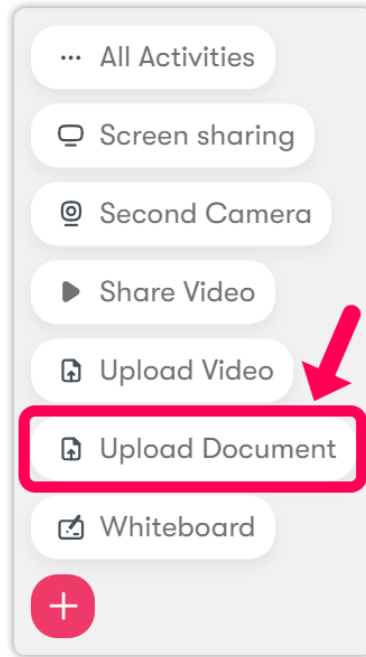 All Activities
Screen sharing
Second Camera
Share Video
Upload Video
Upload Document
Whiteboard